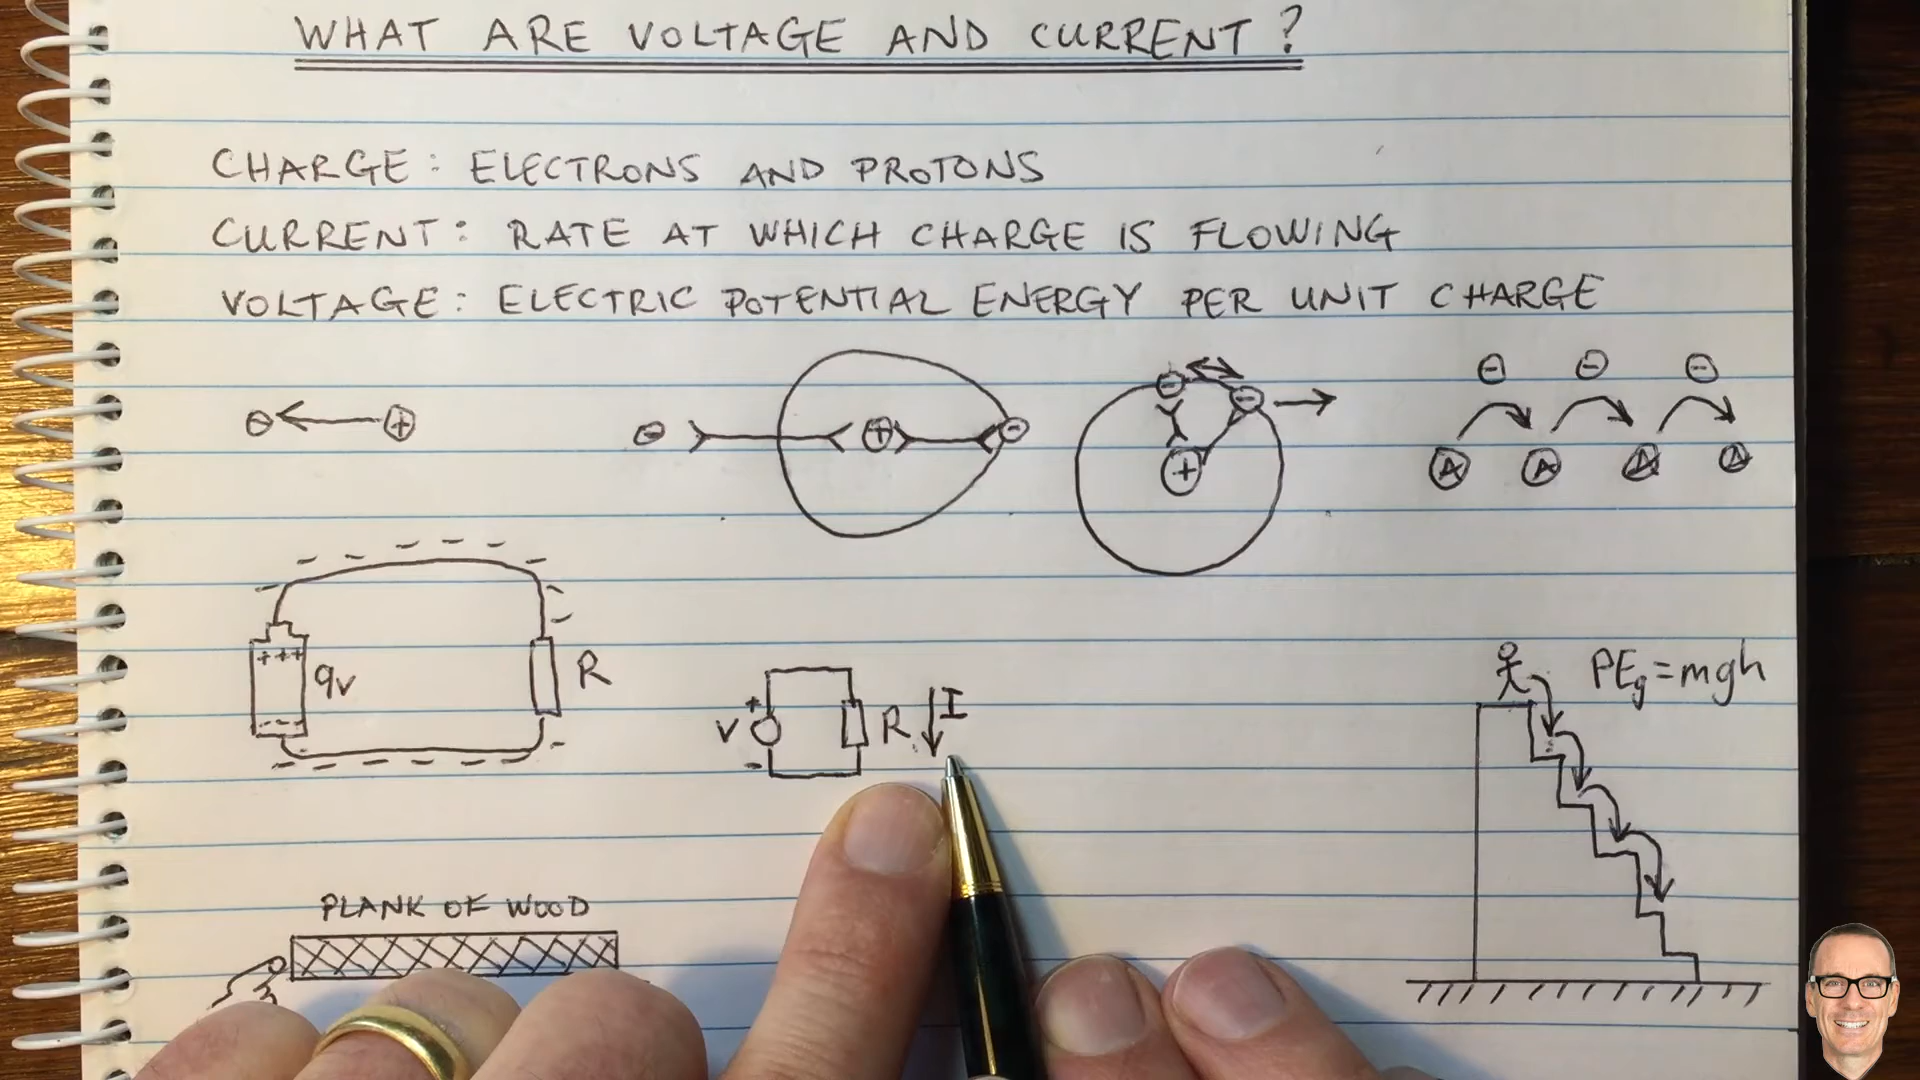 WHAT ARE VOLTAGE AND CURRENT?
CHARGE: ELECTRONS AND PROTONS
CURRENT: RATE AT WHICH CHARGE IS FLOWING
VOLTAGE: ELECTRIC POTENTIAL ENERGY PER UNIT CHARGE
- ← +
- + -
- - +
- - -
A A A A
+++ 9V R
PE_g = mgh
+ V - R I
PLANK OF WOOD